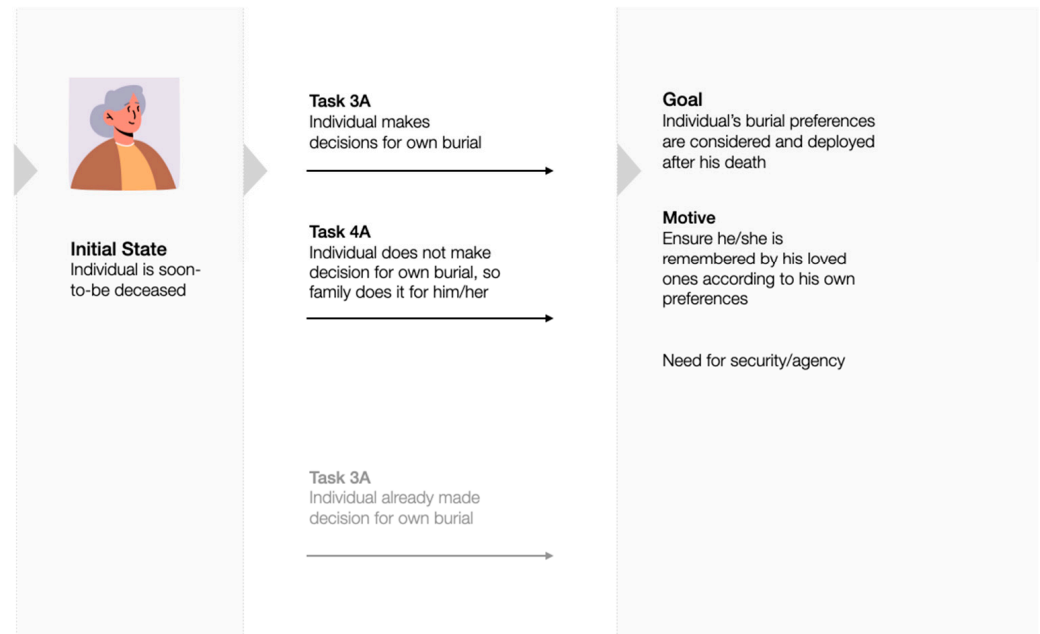 Initial State
Individual is soon-
to-be deceased
Task 3A
Individual makes
decisions for own burial
Task 4A
Individual does not make
decision for own burial, so
family does it for him/her
Task 3A
Individual already made
decision for own burial
Goal
Individual's burial preferences
are considered and deployed
after his death
Motive
Ensure he/she is
remembered by his loved
ones according to his own
preferences
Need for security/agency